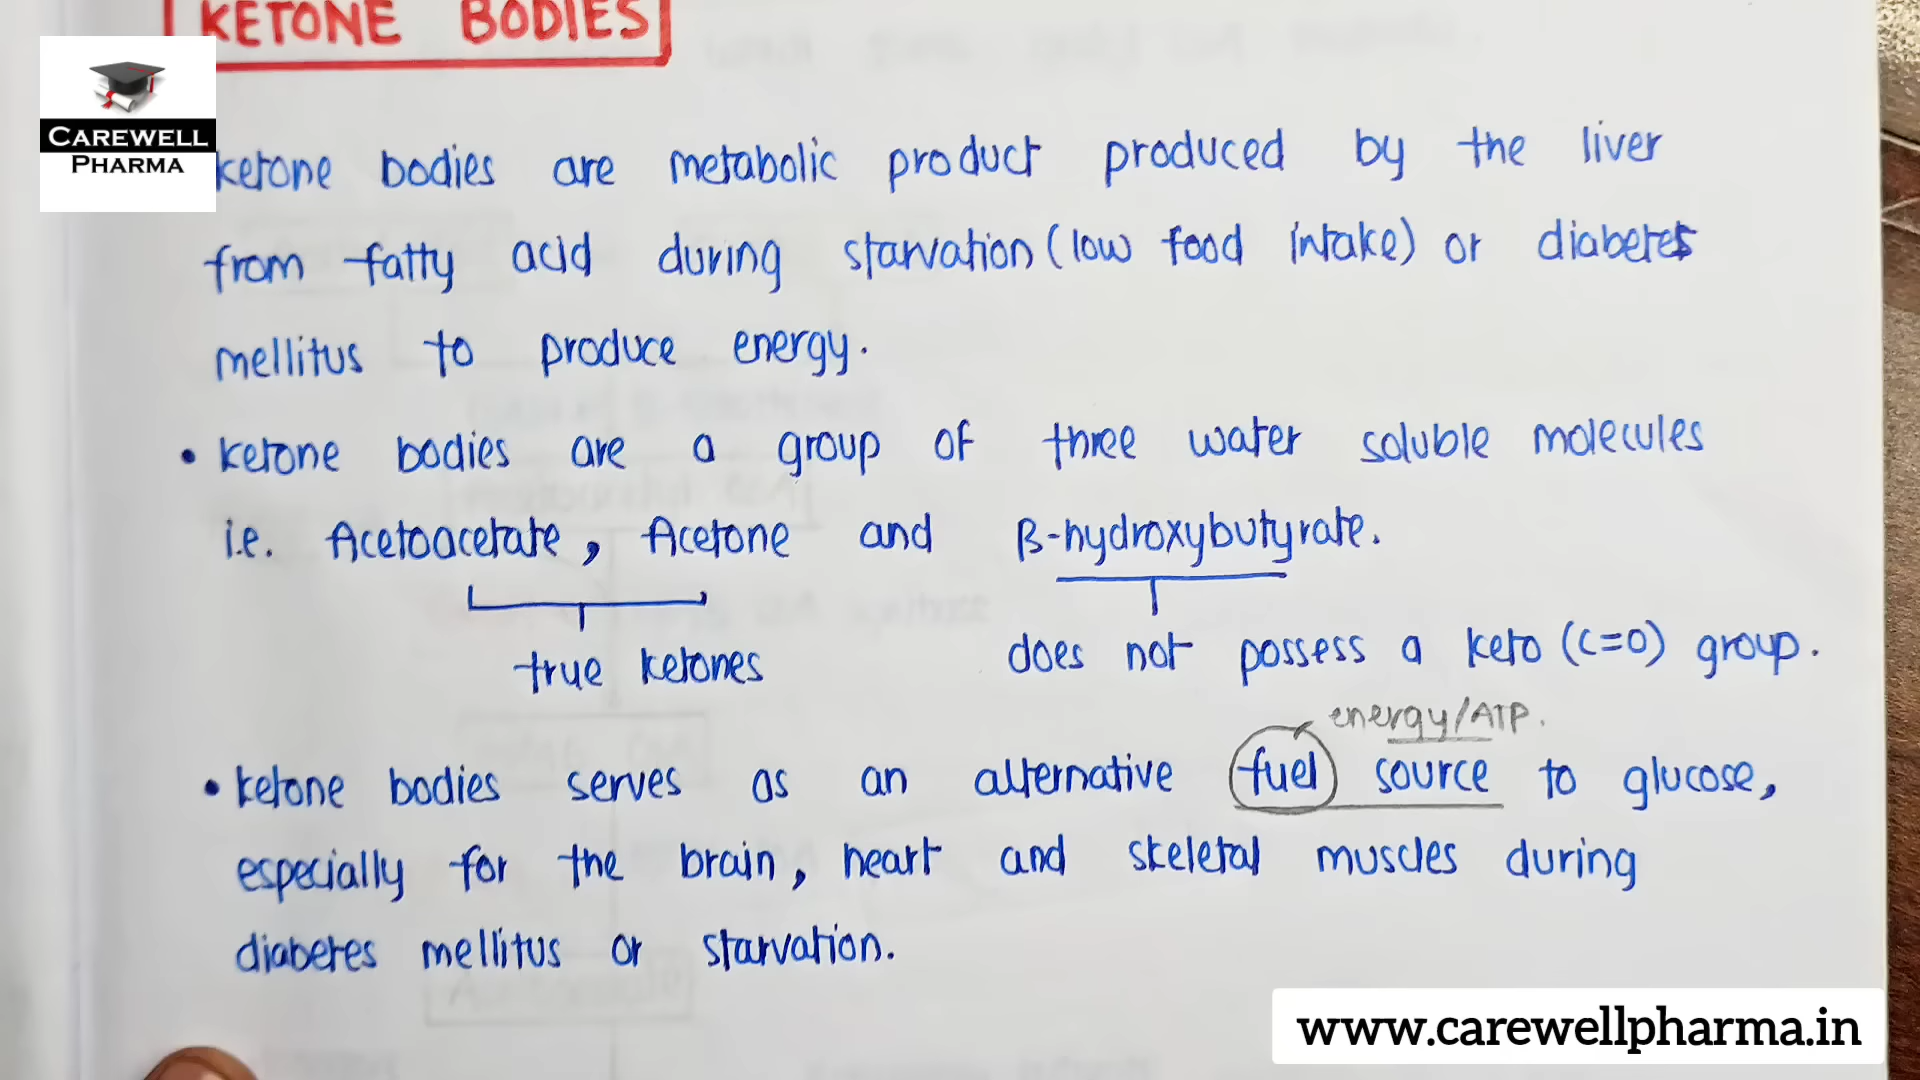 KETONE BODIES
CAREWELL
PHARMA
ketone bodies are metabolic product produced by the liver
from fatty acid during starvation (low food intake) or diabetes
mellitus to produce energy.
• ketone bodies are a group of three water soluble molecules
i.e. Acetoacetate, Acetone and β-hydroxybutyrate.
true ketones
does not possess a keto (C=O) group.
energy/ATP.
• ketone bodies serves as an alternative fuel source to glucose,
especially for the brain, heart and skeletal muscles during
diabetes mellitus or starvation.
www.carewellpharma.in